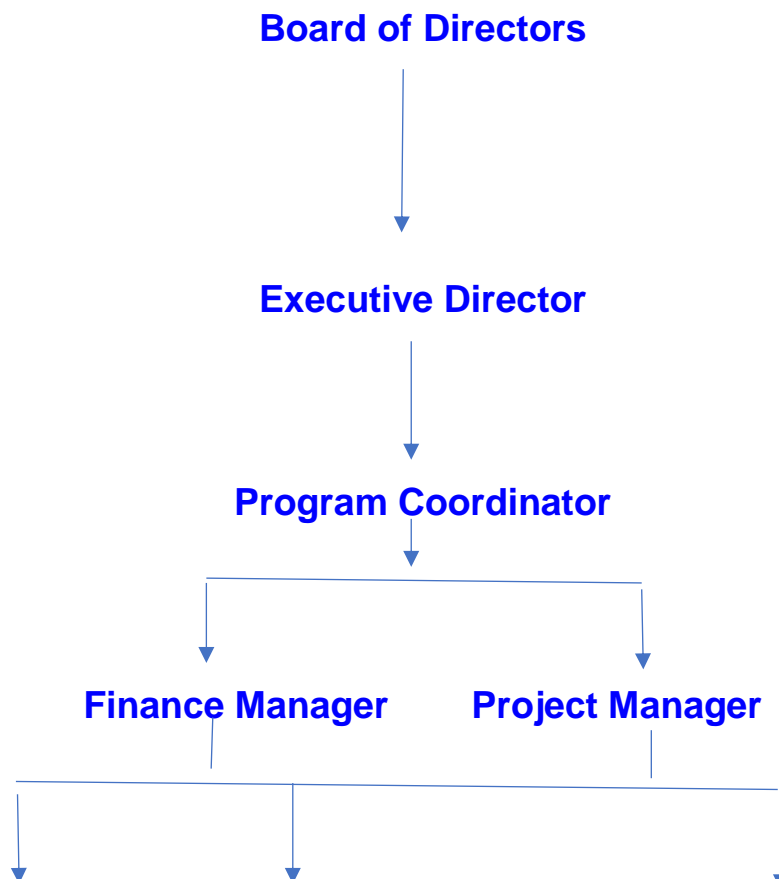 Board of Directors
Executive Director
Program Coordinator
Finance Manager Project Manager